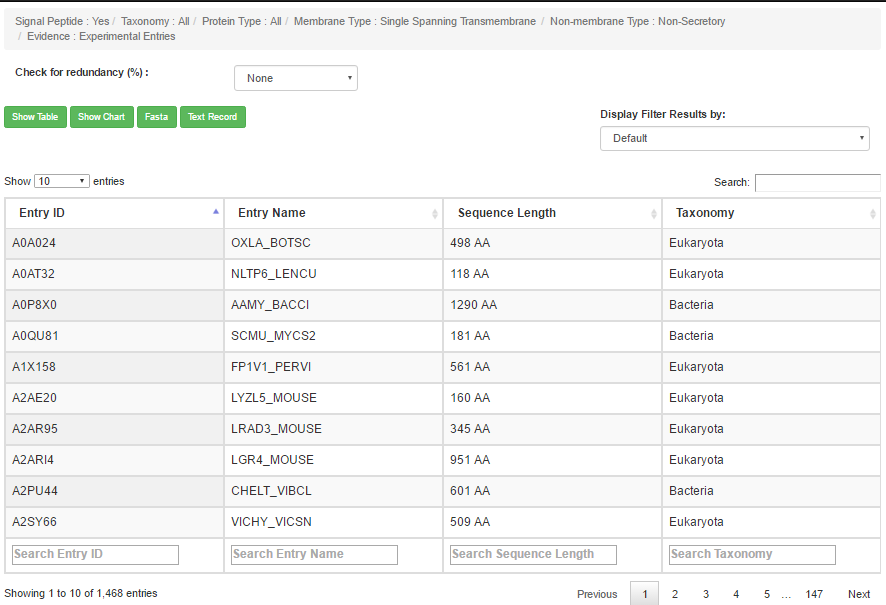 Signal Peptide : Yes / Taxonomy : All / Protein Type : All / Membrane Type : Single Spanning Transmembrane / Non-membrane Type : Non-Secretory
/ Evidence : Experimental Entries
Check for redundancy (%) : None
Show Table Show Chart Fasta Text Record
Display Filter Results by:
Default
Show 10 entries Search:
Entry ID Entry Name Sequence Length Taxonomy
A0A024 OXLA_BOTSC 498 AA Eukaryota
A0AT32 NLTP6_LENCU 118 AA Eukaryota
A0P8X0 AAMY_BACCI 1290 AA Bacteria
A0QU81 SCMU_MYCS2 181 AA Bacteria
A1X158 FP1V1_PERVI 561 AA Eukaryota
A2AE20 LYZL5_MOUSE 160 AA Eukaryota
A2AR95 LRAD3_MOUSE 345 AA Eukaryota
A2ARI4 LGR4_MOUSE 951 AA Eukaryota
A2PU44 CHELT_VIBCL 601 AA Bacteria
A2SY66 VICHY_VICSN 509 AA Eukaryota
Search Entry ID Search Entry Name Search Sequence Length Search Taxonomy
Showing 1 to 10 of 1,468 entries Previous 1 2 3 4 5 ... 147 Next